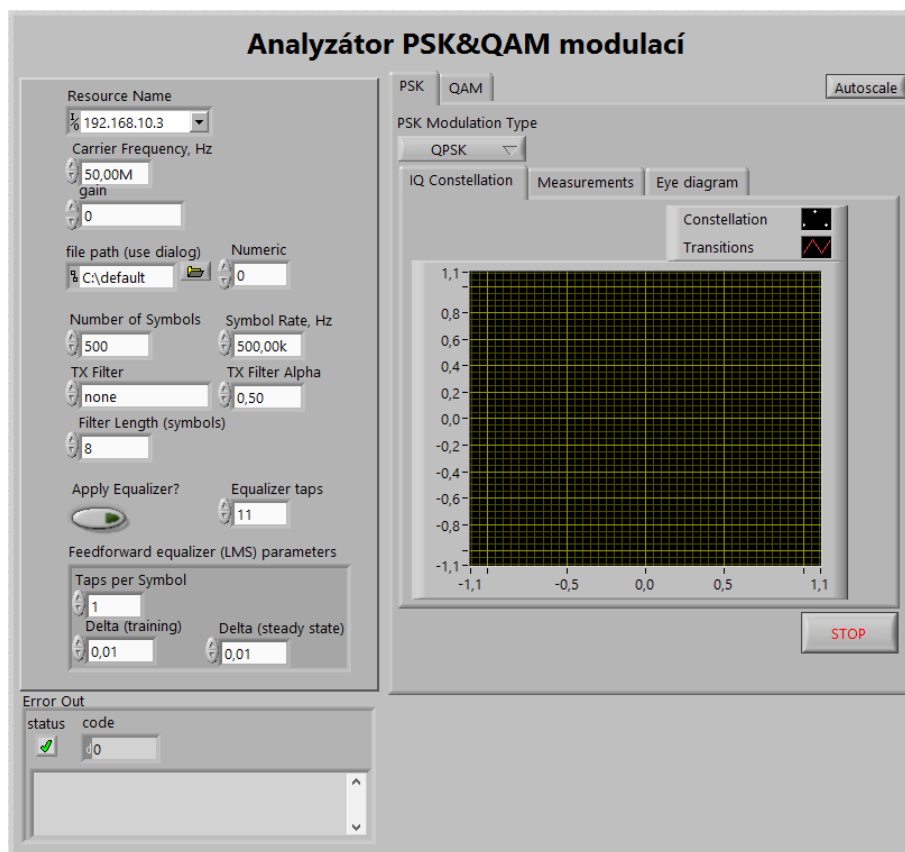 Analyzátor PSK&QAM modulací
Resource Name
192.168.10.3
Carrier Frequency, Hz
50,00M
gain
0
file path (use dialog) Numeric
C:\default 0
Number of Symbols Symbol Rate, Hz
500 500,00k
TX Filter TX Filter Alpha
none 0,50
Filter Length (symbols)
8
Apply Equalizer? Equalizer taps
11
Feedforward equalizer (LMS) parameters
Taps per Symbol
1
Delta (training) Delta (steady state)
0,01 0,01
Error Out
status code
d 0
PSK QAM Autoscale
PSK Modulation Type
QPSK
IQ Constellation Measurements Eye diagram
Constellation
Transitions
1,1
0,8
0,6
0,4
0,2
0,0
-0,2
-0,4
-0,6
-0,8
-1,1
-1,1 -0,5 0,0 0,5 1,1
STOP